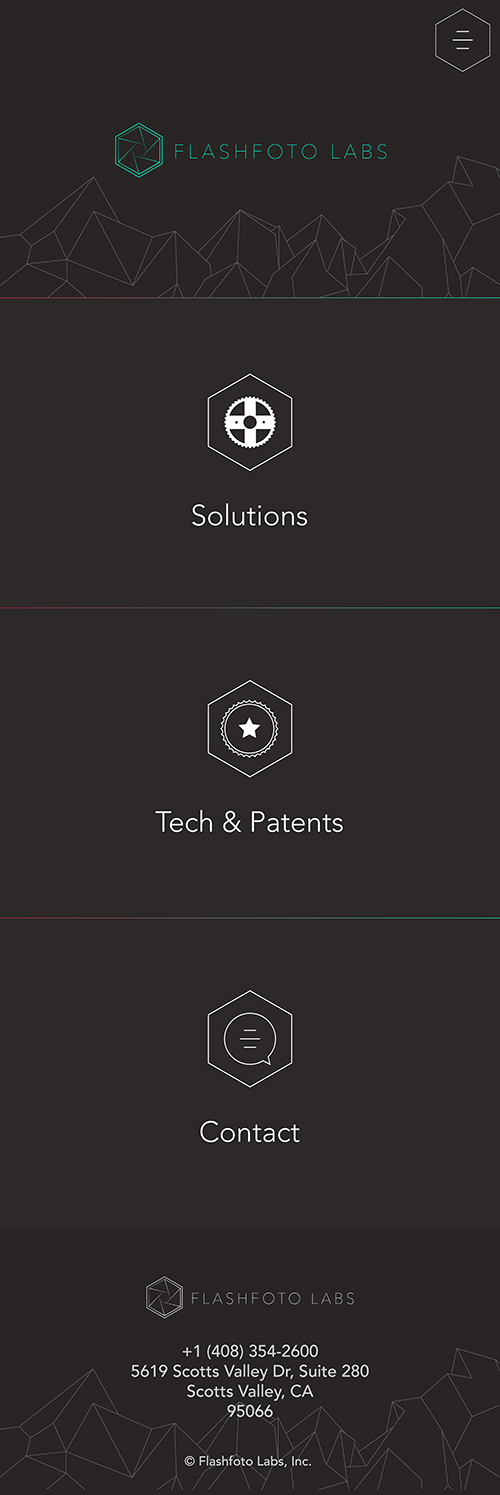 FLASHFOTO LABS
Solutions
Tech & Patents
Contact
FLASHFOTO LABS
+1 (408) 354-2600
5619 Scotts Valley Dr, Suite 280
Scotts Valley, CA
95066
© Flashfoto Labs, Inc.